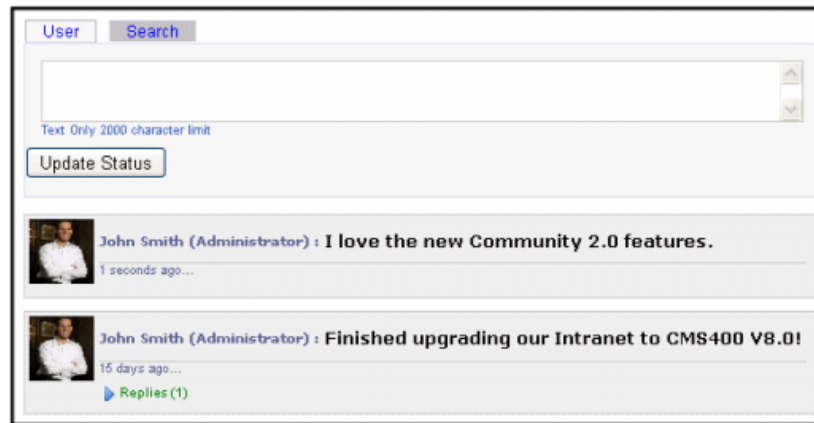 User Search
Text Only 2000 character limit
Update Status
John Smith (Administrator) : I love the new Community 2.0 features.
1 seconds ago...
John Smith (Administrator) : Finished upgrading our Intranet to CMS400 V8.0!
15 days ago...
Replies (1)